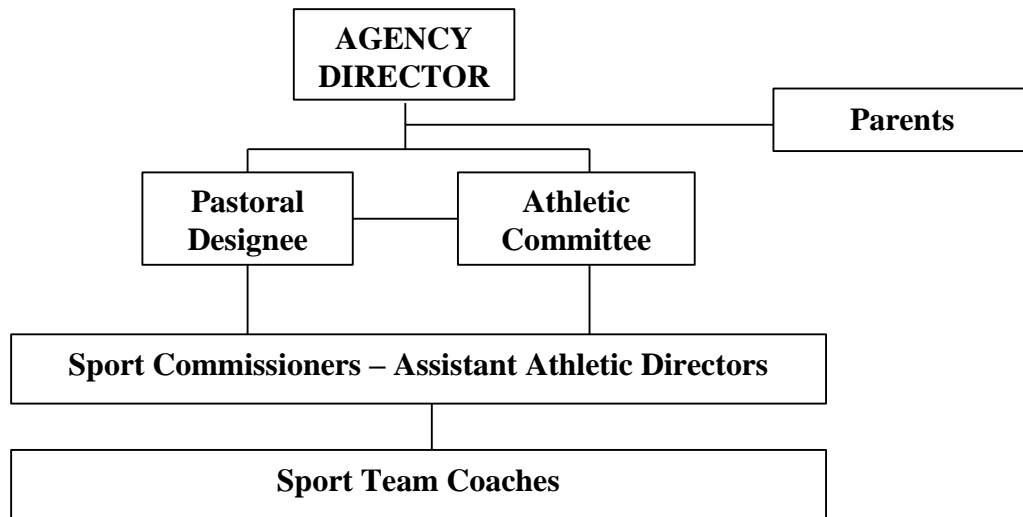 AGENCY
DIRECTOR
Parents
Pastoral
Designee
Athletic
Committee
Sport Commissioners – Assistant Athletic Directors
Sport Team Coaches